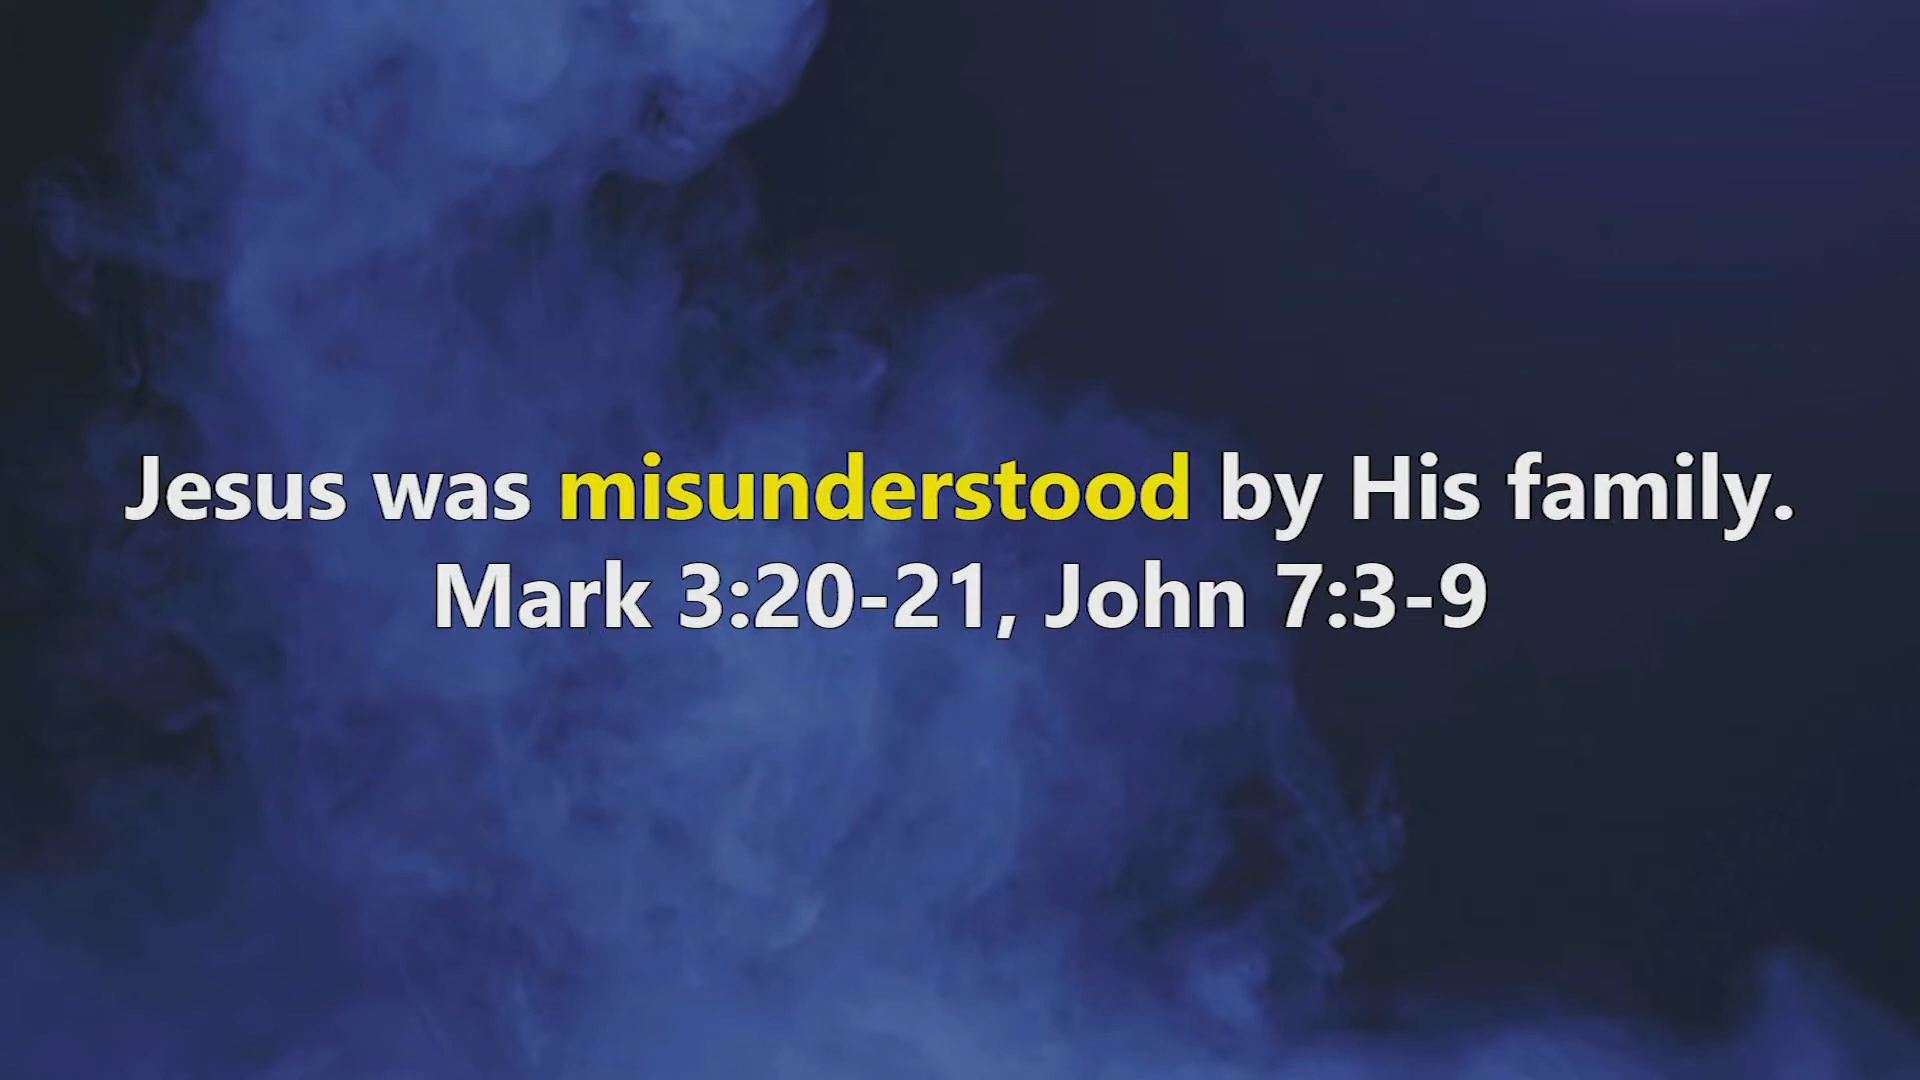 Jesus was misunderstood by His family.
Mark 3:20-21, John 7:3-9